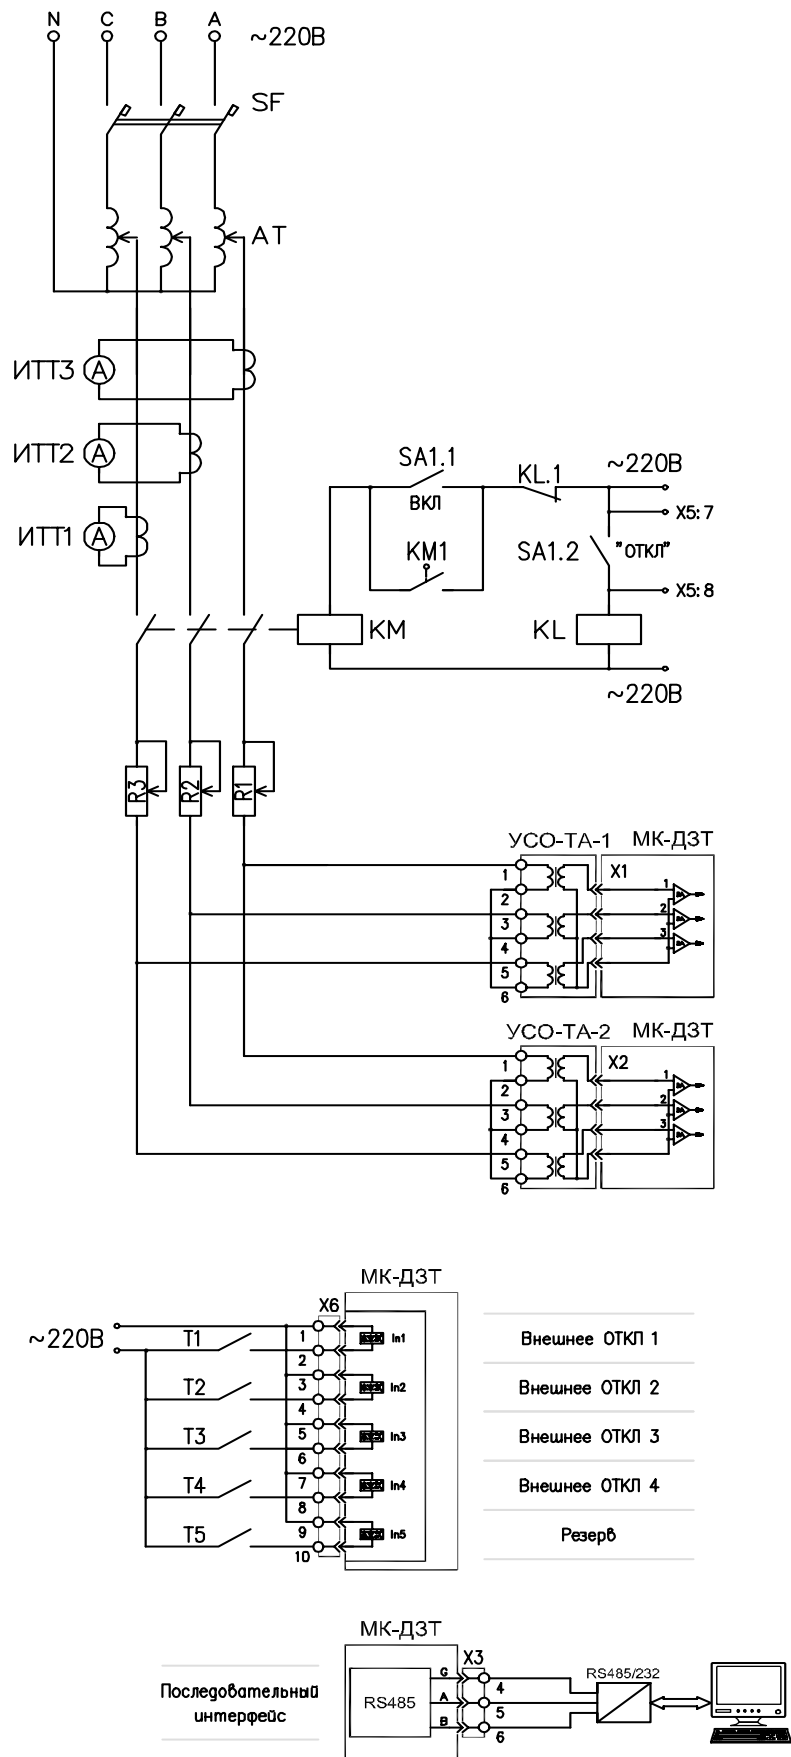 N C B A
~220В
SF
АТ
ИТТ3 A
ИТТ2 A
ИТТ1 A
SA1.1
ВКЛ
KM1
KL.1
~220В
X5:7
SA1.2 "ОТКЛ"
X5:8
KM
KL
~220В
R3 R2 R1
УСО-ТА-1 МК-ДЗТ
X1
1
2
3
4
5
6
1
2
3
УСО-ТА-2 МК-ДЗТ
X2
1
2
3
4
5
6
1
2
3
МК-ДЗТ
X6
~220В
T1 1 In1 Внешнее ОТКЛ 1
2
T2 3 In2 Внешнее ОТКЛ 2
4
T3 5 In3 Внешнее ОТКЛ 3
6
T4 7 In4 Внешнее ОТКЛ 4
8
T5 9 In5 Резерв
10
МК-ДЗТ
X3
Последовательный
интерфейс
RS485
G 4
A 5
B 6
RS485/232